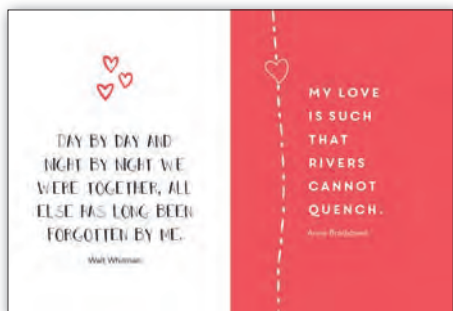 DAY BY DAY AND
NIGHT BY NIGHT WE
WERE TOGETHER, ALL
ELSE HAS LONG BEEN
FORGOTTEN BY ME.
Walt Whitman
MY LOVE
IS SUCH
THAT
RIVERS
CANNOT
QUENCH.
Anne Bradstreet